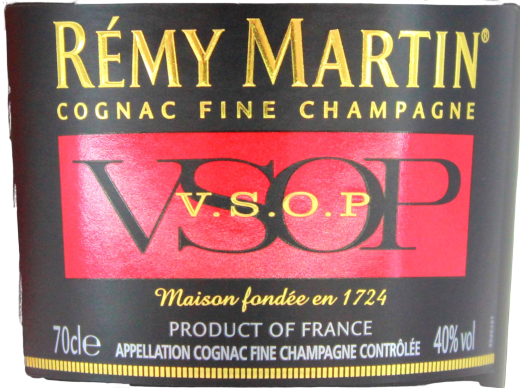 RÉMY MARTIN®
COGNAC FINE CHAMPAGNE
VSOP
V.S.O.P
Maison fondée en 1724
PRODUCT OF FRANCE
70cl e APPELLATION COGNAC FINE CHAMPAGNE CONTRÔLÉE 40% vol